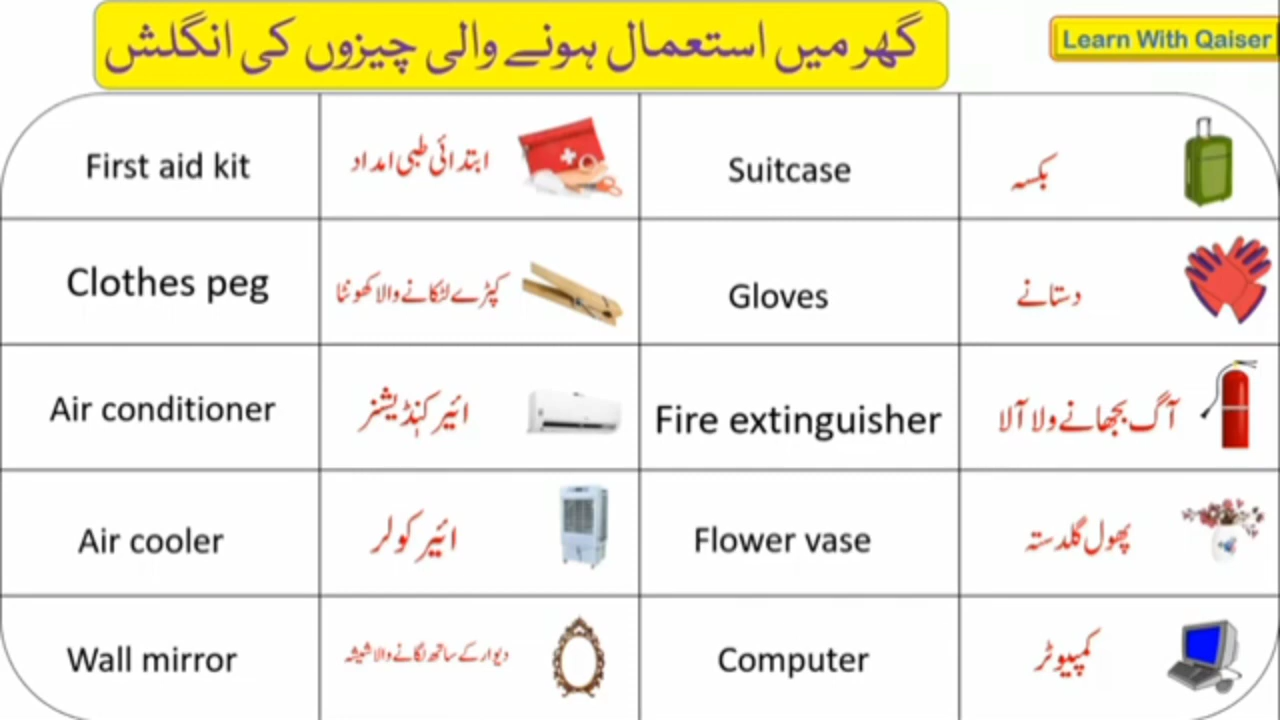 گھر میں استعمال ہونے والی چیزوں کی انگلش
Learn With Qaiser
First aid kit
ابتدائی طبی امداد
Suitcase
بکسہ
Clothes peg
کپڑے لٹکانے والا کھونٹا
Gloves
دستانے
Air conditioner
ائیر کنڈیشنر
Fire extinguisher
آگ بجھانے ولا آلا
Air cooler
ائیر کولر
Flower vase
پھول گلدستہ
Wall mirror
دیوار کے ساتھ لگانے والا شیشہ
Computer
کمپیوٹر